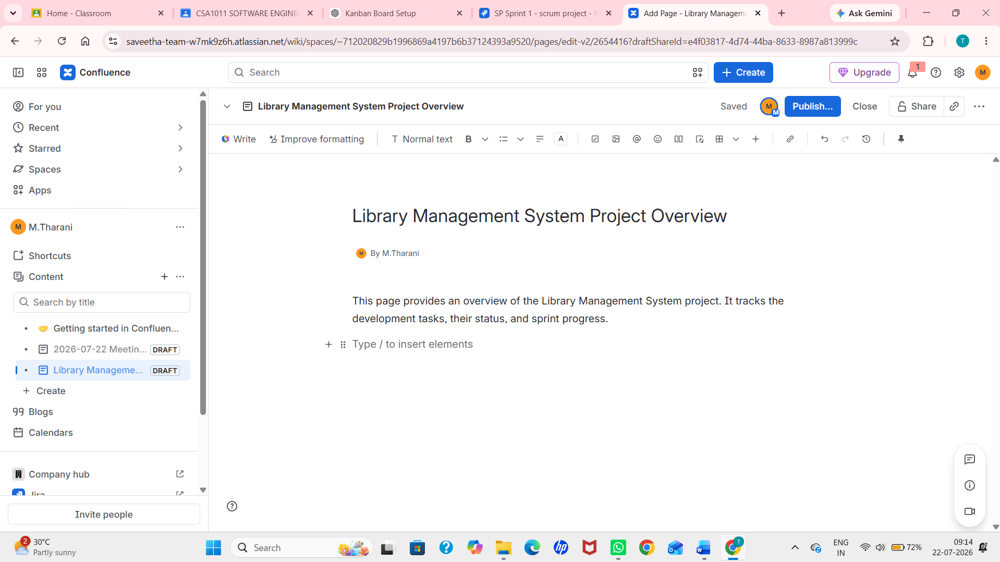 Home - Classroom
CSA1011 SOFTWARE ENGINE
Kanban Board Setup
SP Sprint 1 - scrum project - S
Add Page - Library Managem
Ask Gemini
saveetha-team-w7mk9z6h.atlassian.net/wiki/spaces/~712020829b1996869a4197b6b37124393a9520/pages/edit-v2/2654416?draftShareId=e4f03817-4d74-44ba-8633-8987a813999c
T
Confluence
Search
Create
Upgrade
1
M
For you
Recent
Starred
Spaces
Apps
M
M.Tharani
Shortcuts
Content
Search by title
Getting started in Confluen...
2026-07-22 Meetin... DRAFT
Library Manageme... DRAFT
Create
Blogs
Calendars
Company hub
Jira
Invite people
Library Management System Project Overview
Saved
M
M
Publish...
Close
Share
Write
Improve formatting
T Normal text
B
A
Library Management System Project Overview
M
By M.Tharani
This page provides an overview of the Library Management System project. It tracks the
development tasks, their status, and sprint progress.
Type / to insert elements
2
30°C
Partly sunny
Search
T
ENG
IN
72%
09:14
22-07-2026